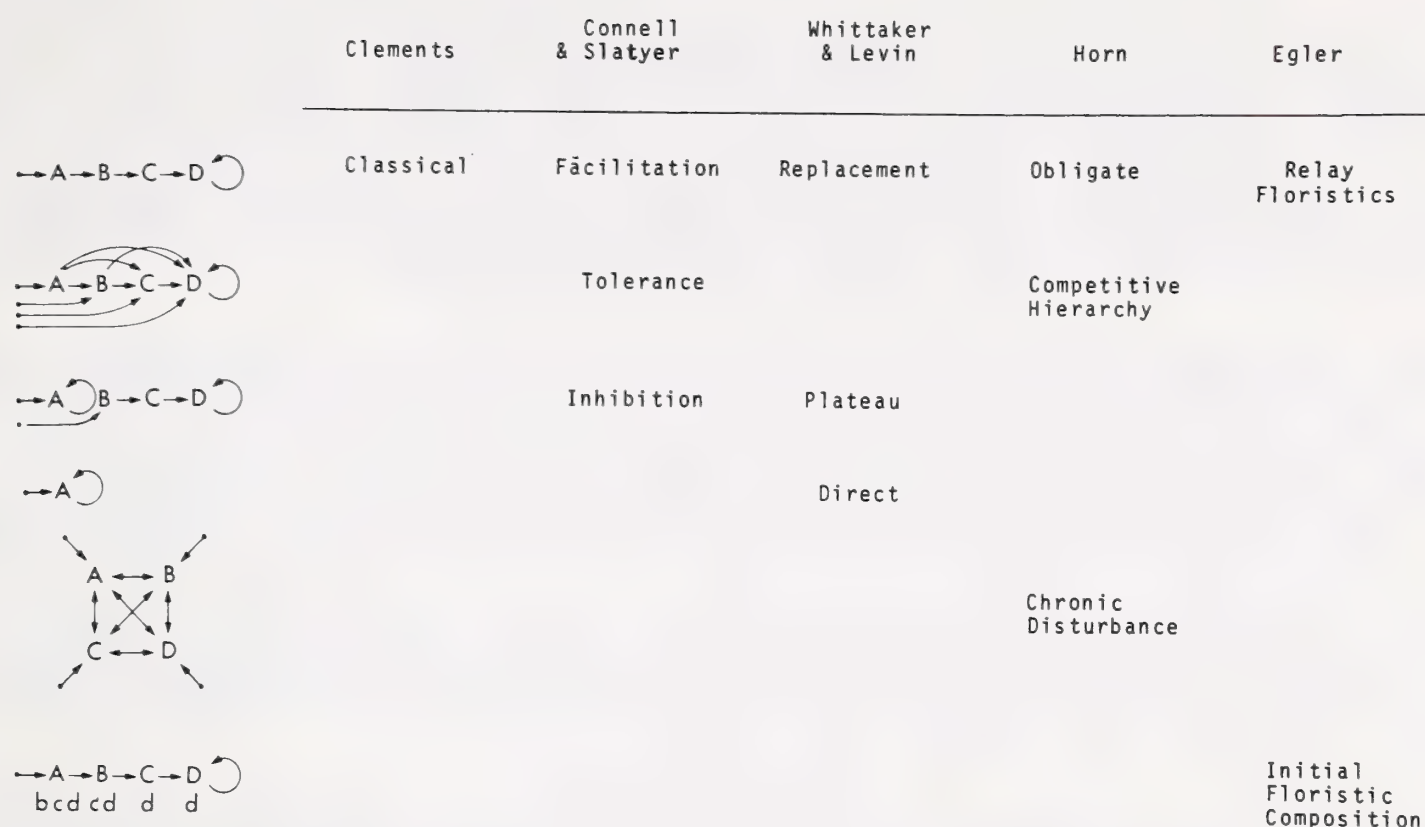 Clements
Connell
& Slatyer
Whittaker
& Levin
Horn
Egler
A B C D
Classical
Facilitation
Replacement
Obligate
Relay
Floristics
A B C D
Tolerance
Competitive
Hierarchy
A B C D
Inhibition
Plateau
A
Direct
A B
C D
Chronic
Disturbance
A B C D
bcd cd d d
Initial
Floristic
Composition